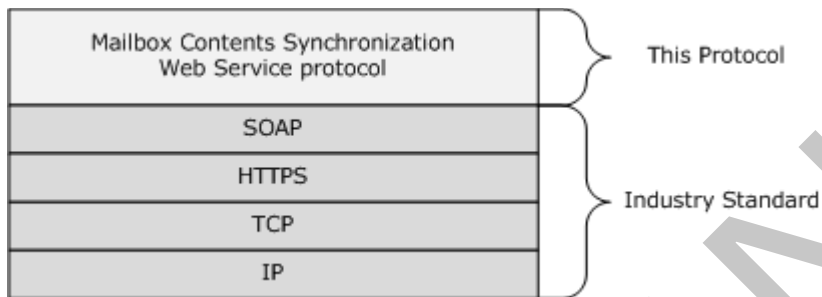 Mailbox Contents Synchronization
Web Service protocol
This Protocol
SOAP
HTTPS
TCP
IP
Industry Standard